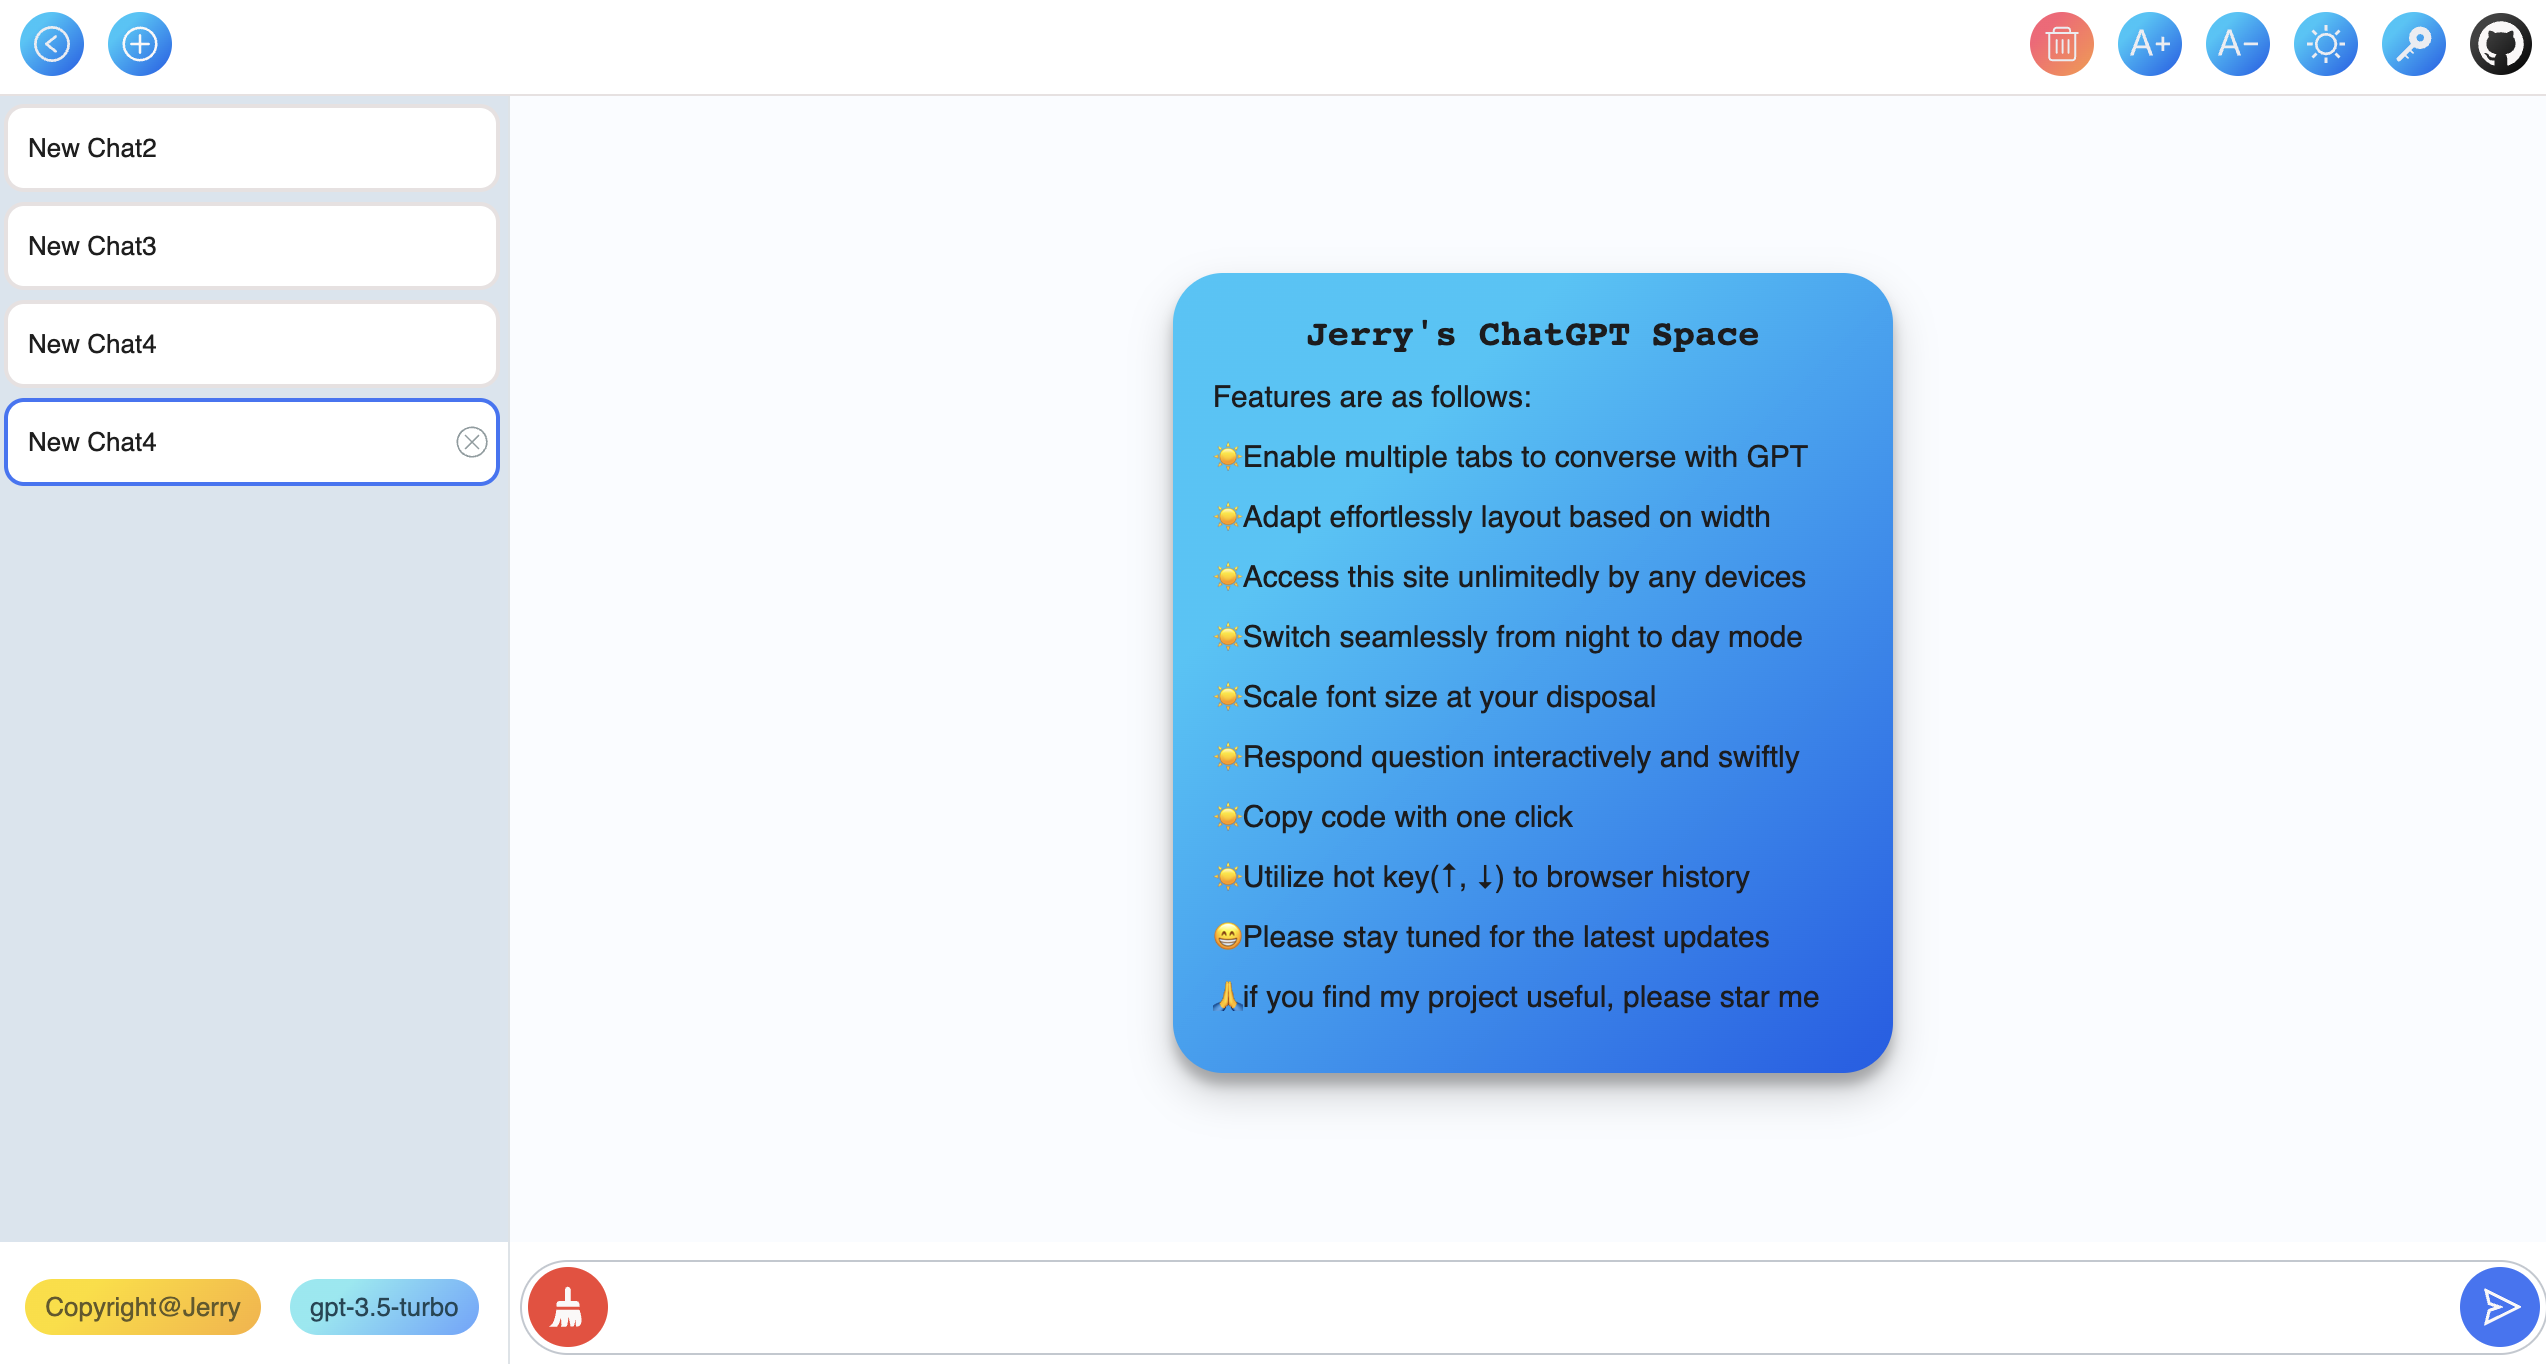 A+
A-
New Chat2
New Chat3
New Chat4
New Chat4
Jerry's ChatGPT Space
Features are as follows:
☀️Enable multiple tabs to converse with GPT
☀️Adapt effortlessly layout based on width
☀️Access this site unlimitedly by any devices
☀️Switch seamlessly from night to day mode
☀️Scale font size at your disposal
☀️Respond question interactively and swiftly
☀️Copy code with one click
☀️Utilize hot key(↑, ↓) to browser history
😁Please stay tuned for the latest updates
🙏if you find my project useful, please star me
Copyright@Jerry
gpt-3.5-turbo